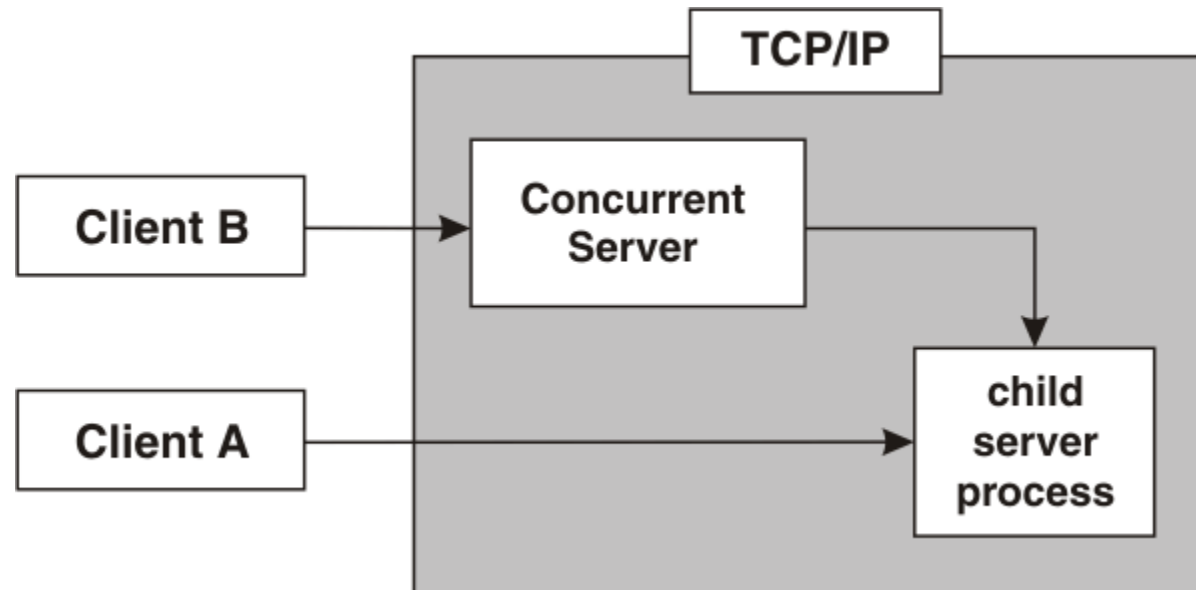 TCP/IP
Concurrent
Server
Client B
child
server
process
Client A